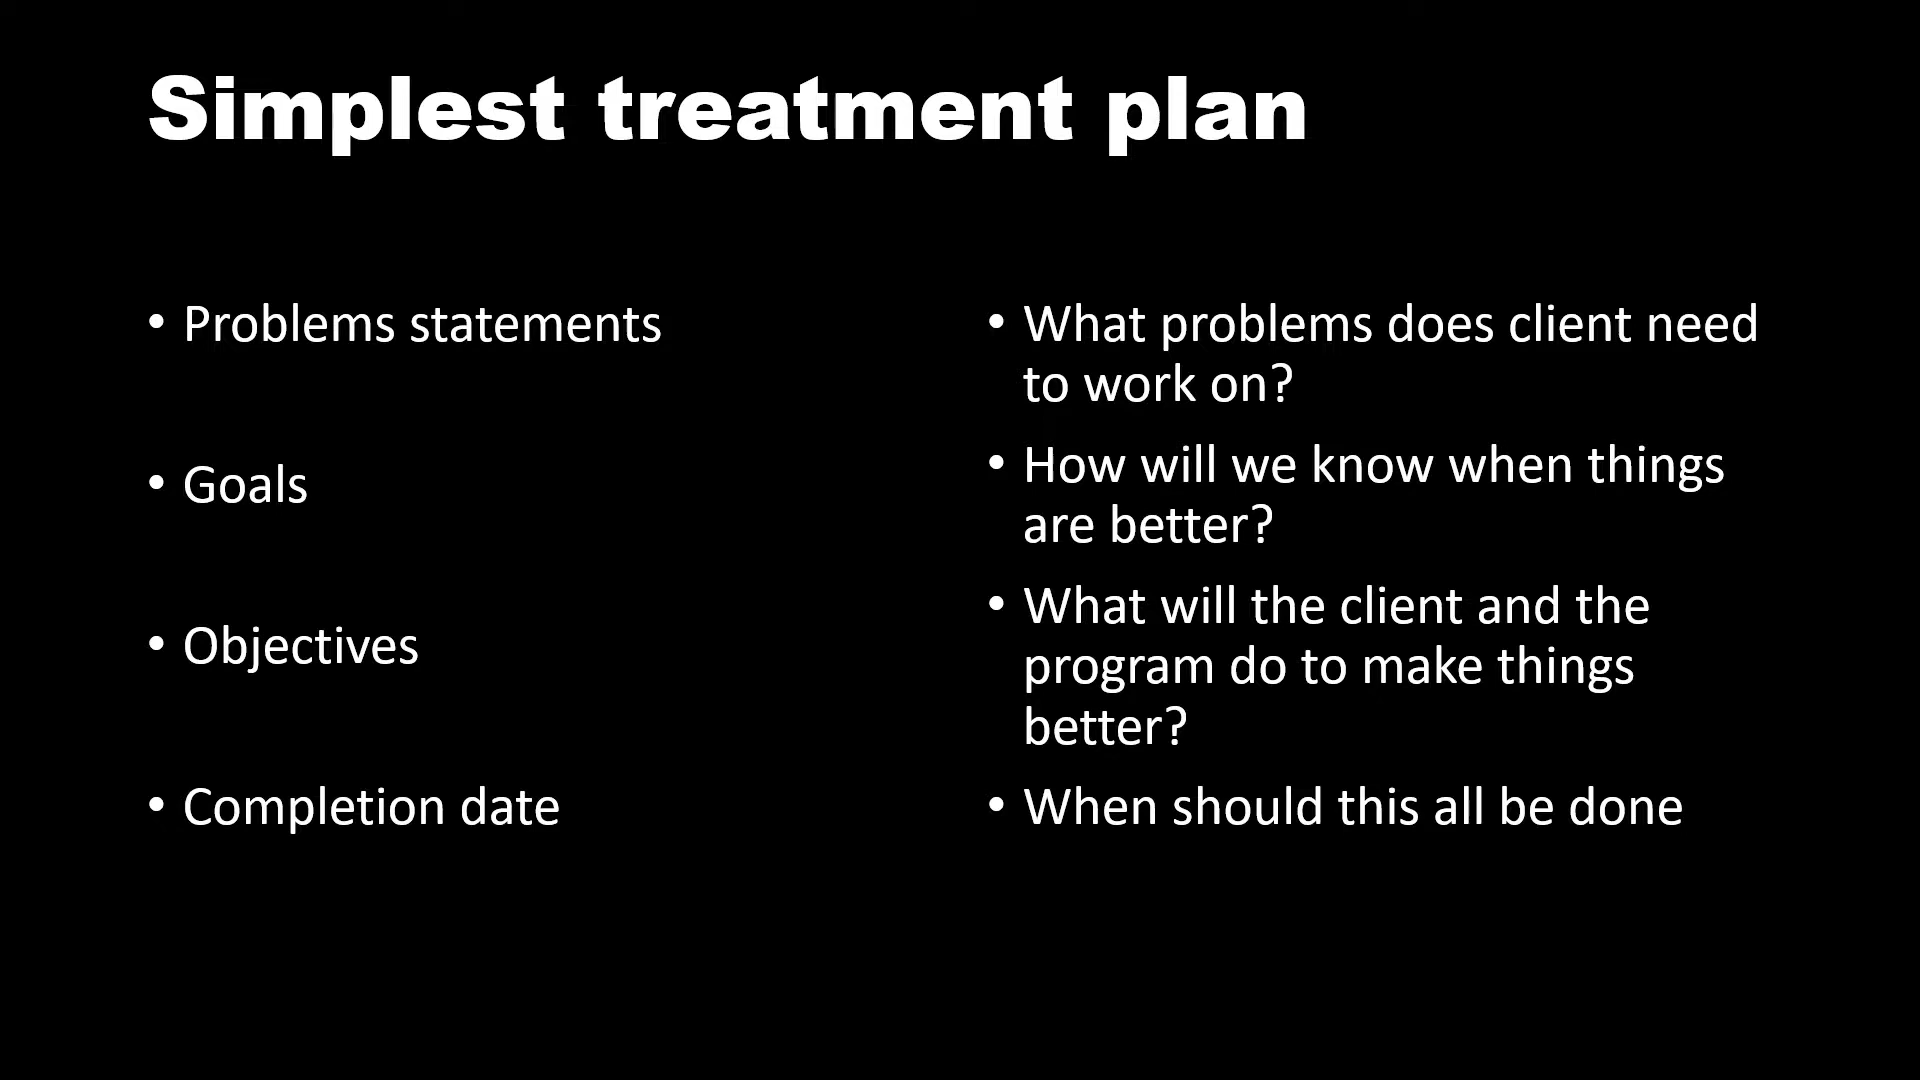 Simplest treatment plan
• Problems statements
• Goals
• Objectives
• Completion date
• What problems does client need
to work on?
• How will we know when things
are better?
• What will the client and the
program do to make things
better?
• When should this all be done